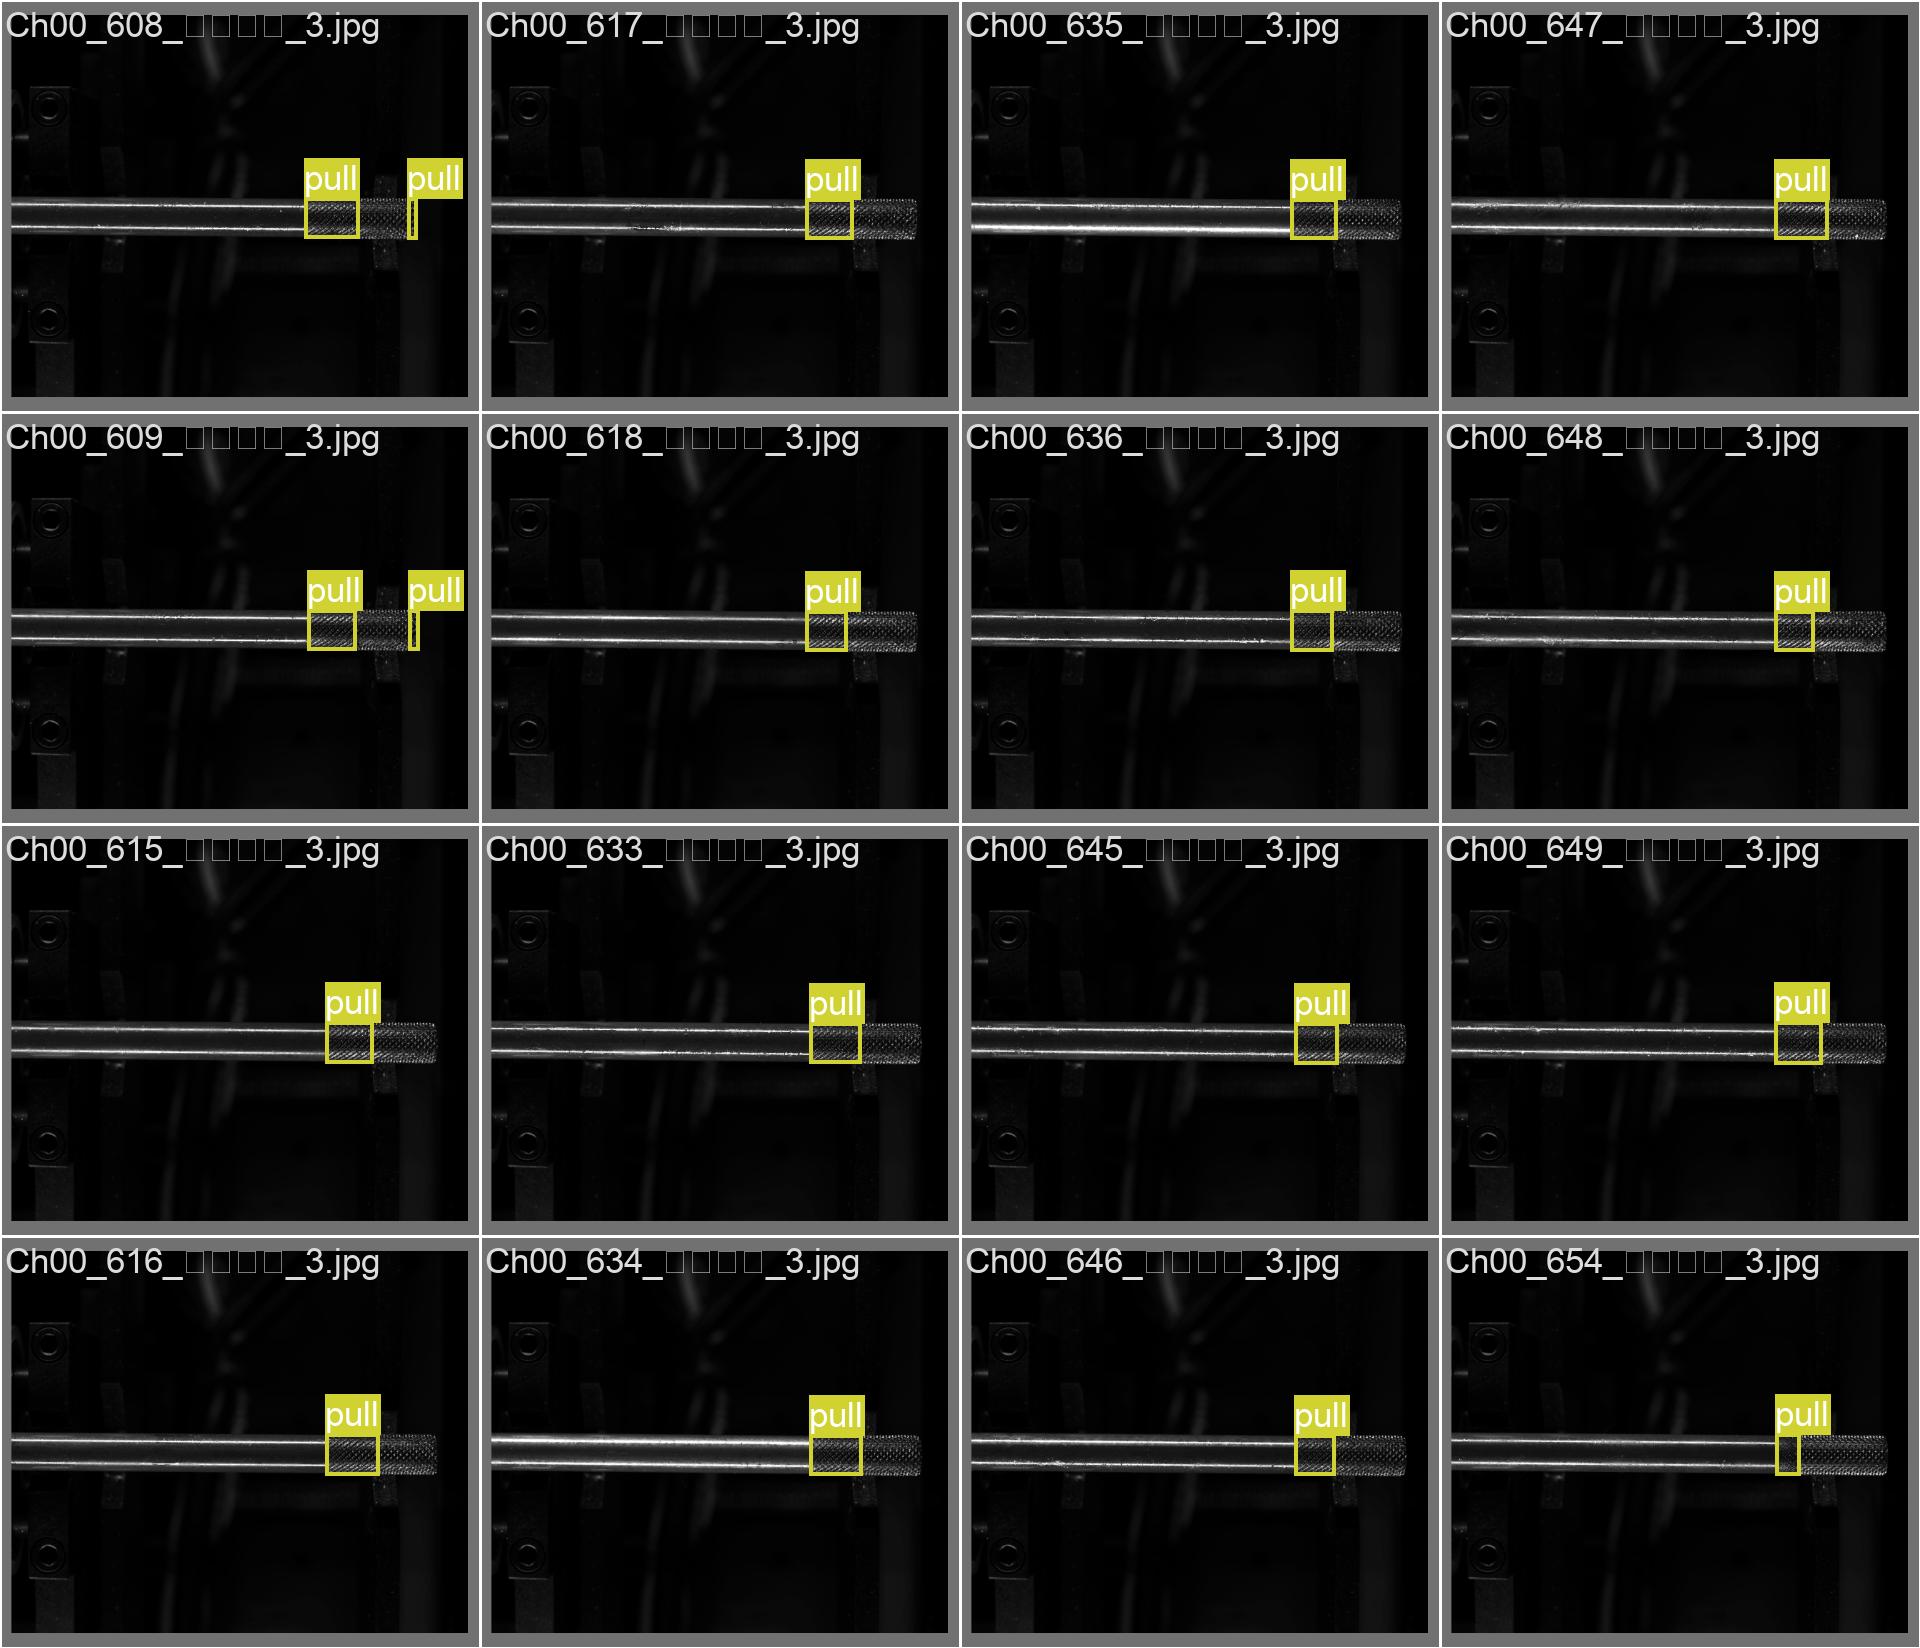 Ch00_608_□□□□_3.jpg
pull
pull
Ch00_617_□□□□_3.jpg
pull
Ch00_635_□□□□_3.jpg
pull
Ch00_647_□□□□_3.jpg
pull
Ch00_609_□□□□_3.jpg
pull
pull
Ch00_618_□□□□_3.jpg
pull
Ch00_636_□□□□_3.jpg
pull
Ch00_648_□□□□_3.jpg
pull
Ch00_615_□□□□_3.jpg
pull
Ch00_633_□□□□_3.jpg
pull
Ch00_645_□□□□_3.jpg
pull
Ch00_649_□□□□_3.jpg
pull
Ch00_616_□□□□_3.jpg
pull
Ch00_634_□□□□_3.jpg
pull
Ch00_646_□□□□_3.jpg
pull
Ch00_654_□□□□_3.jpg
pull